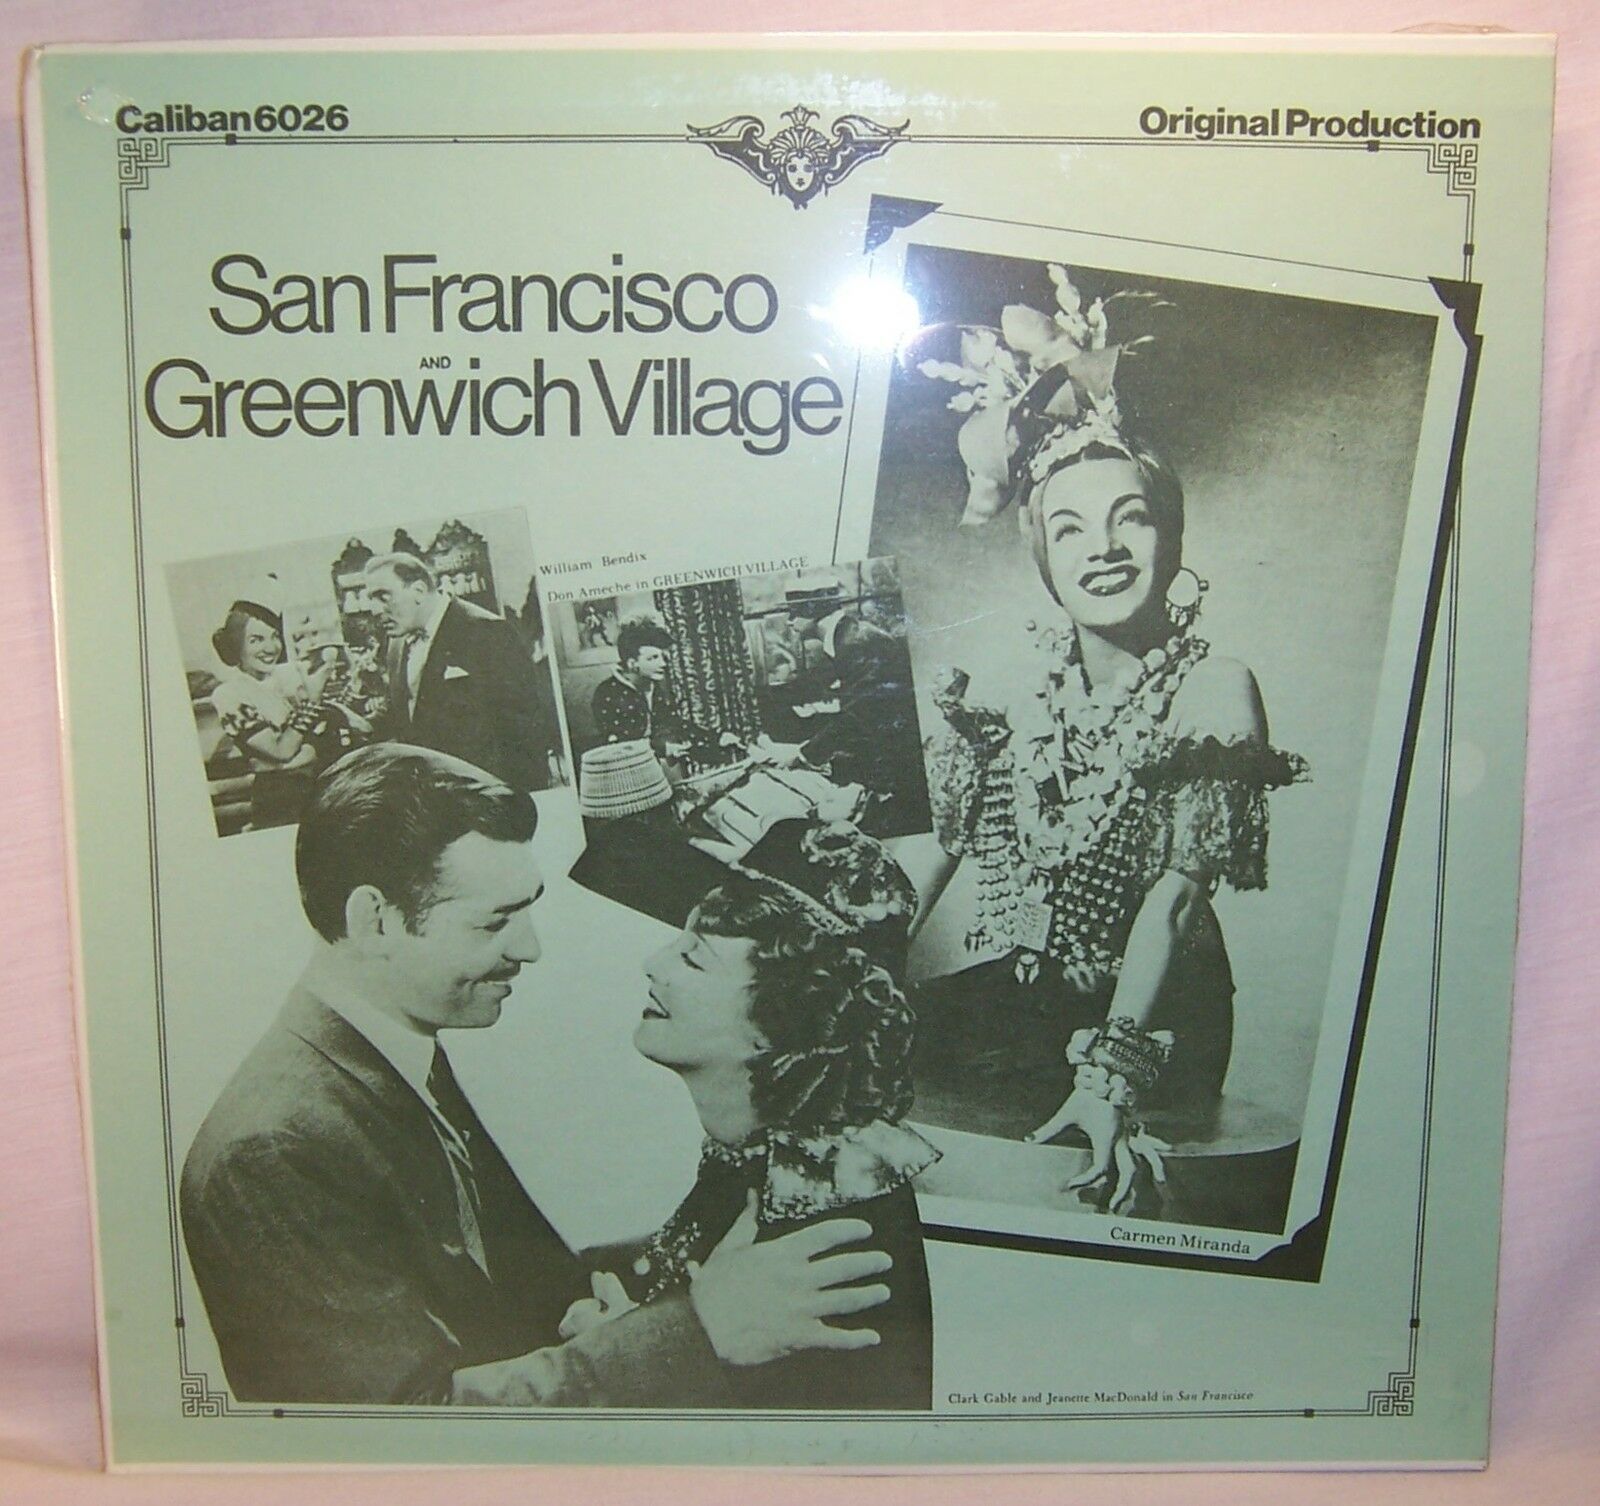 Caliban 6026
Original Production
San Francisco
AND
Greenwich Village
William Bendix
Don Ameche in GREENWICH VILLAGE
Carmen Miranda
Clark Gable and Jeanette MacDonald in San Francisco